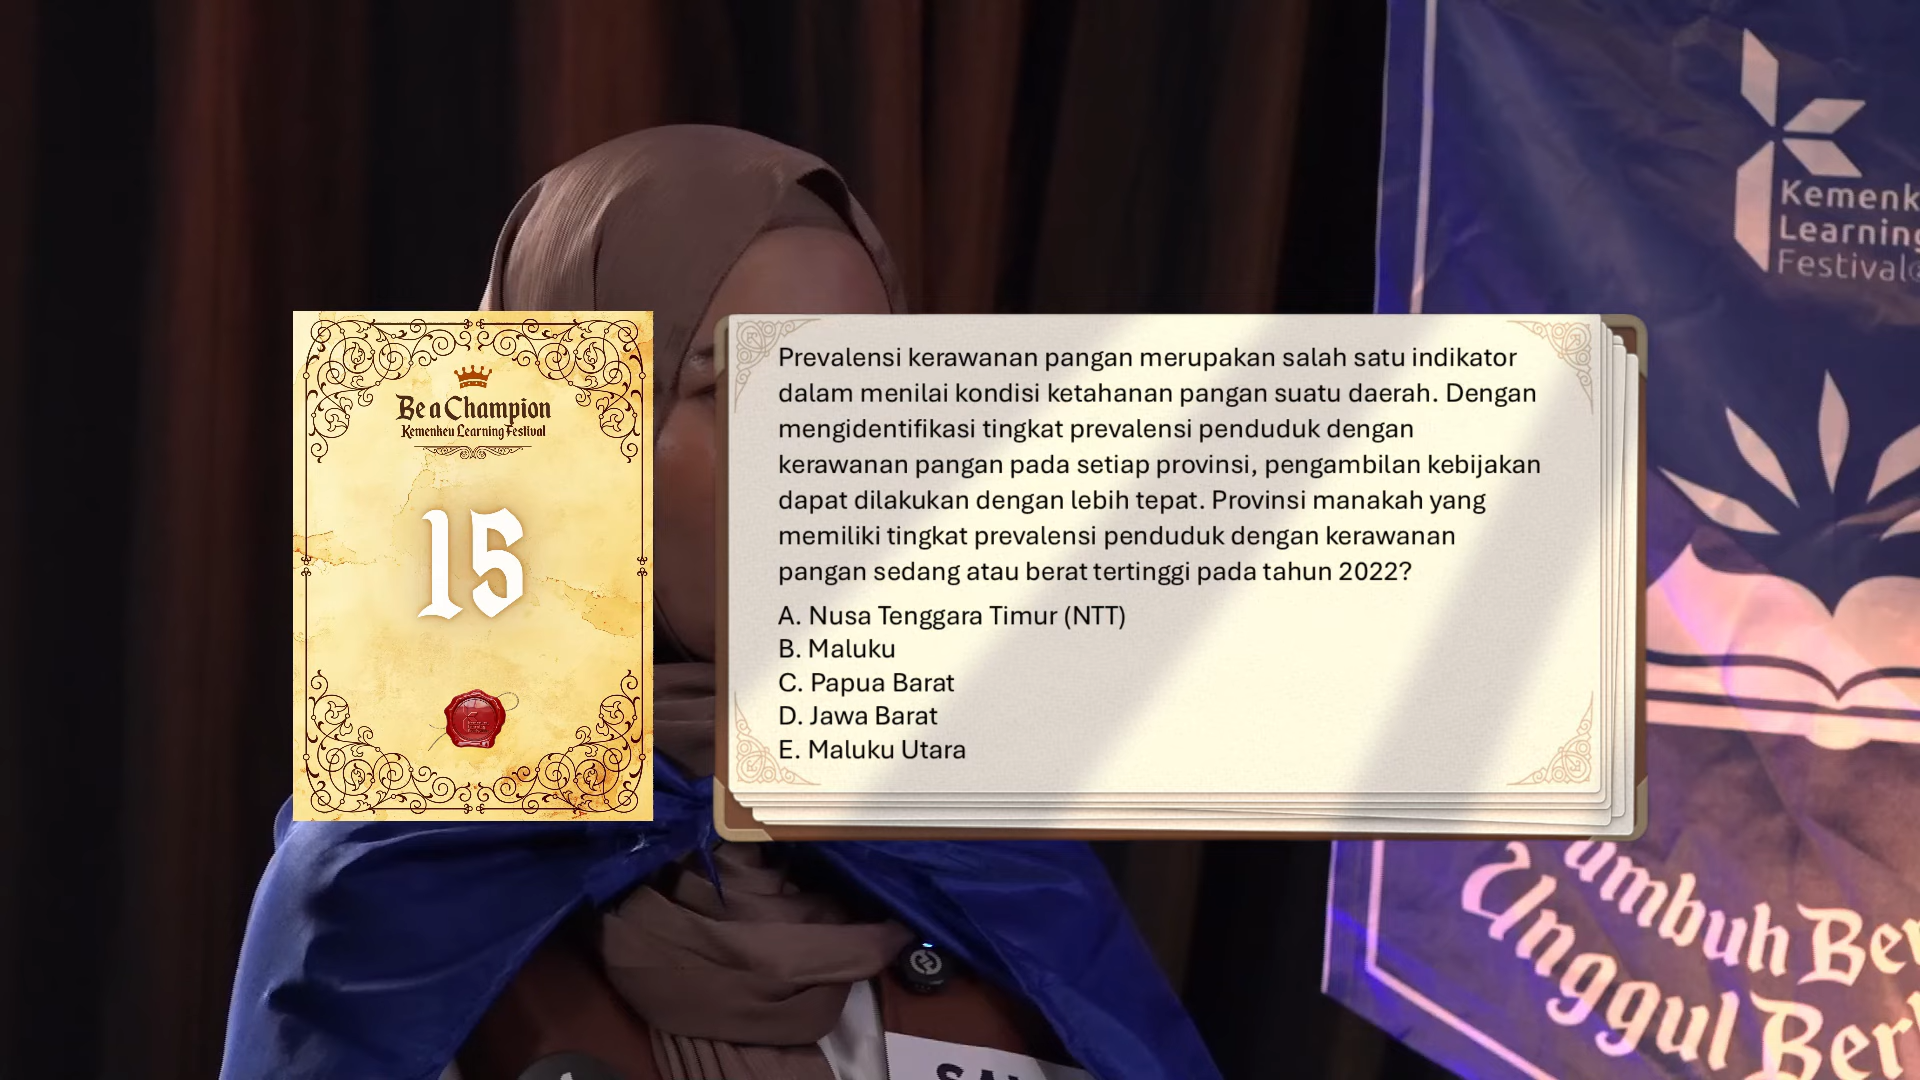 Kemenk
Learning
Festival
Be a Champion
Kemenkeu Learning Festival
15
Prevalensi kerawanan pangan merupakan salah satu indikator
dalam menilai kondisi ketahanan pangan suatu daerah. Dengan
mengidentifikasi tingkat prevalensi penduduk dengan
kerawanan pangan pada setiap provinsi, pengambilan kebijakan
dapat dilakukan dengan lebih tepat. Provinsi manakah yang
memiliki tingkat prevalensi penduduk dengan kerawanan
pangan sedang atau berat tertinggi pada tahun 2022?
A. Nusa Tenggara Timur (NTT)
B. Maluku
C. Papua Barat
D. Jawa Barat
E. Maluku Utara
umbuh Ber
Unggul Ber